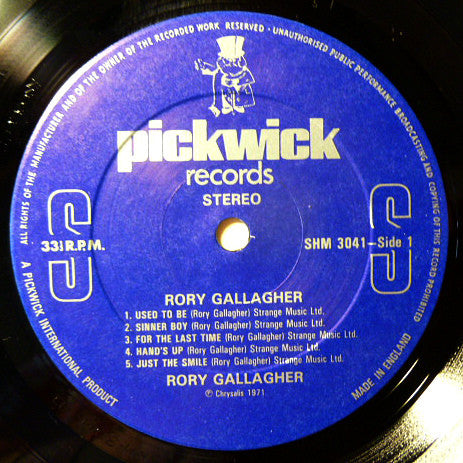 ALL RIGHTS OF THE MANUFACTURER AND OF THE OWNER OF THE RECORDED WORK RESERVED - UNAUTHORISED PUBLIC PERFORMANCE BROADCASTING AND COPYING OF THIS RECORD PROHIBITED
pickwick
records
STEREO
S
S
33⅓ R.P.M.
SHM 3041-Side 1
RORY GALLAGHER
1. USED TO BE (Rory Gallagher) Strange Music Ltd.
2. SINNER BOY (Rory Gallagher) Strange Music Ltd.
3. FOR THE LAST TIME (Rory Gallagher) Strange Music Ltd.
4. HAND'S UP (Rory Gallagher) Strange Music Ltd.
5. JUST THE SMILE (Rory Gallagher) Strange Music Ltd.
RORY GALLAGHER
℗ Chrysalis 1971
A PICKWICK INTERNATIONAL PRODUCT
MADE IN ENGLAND